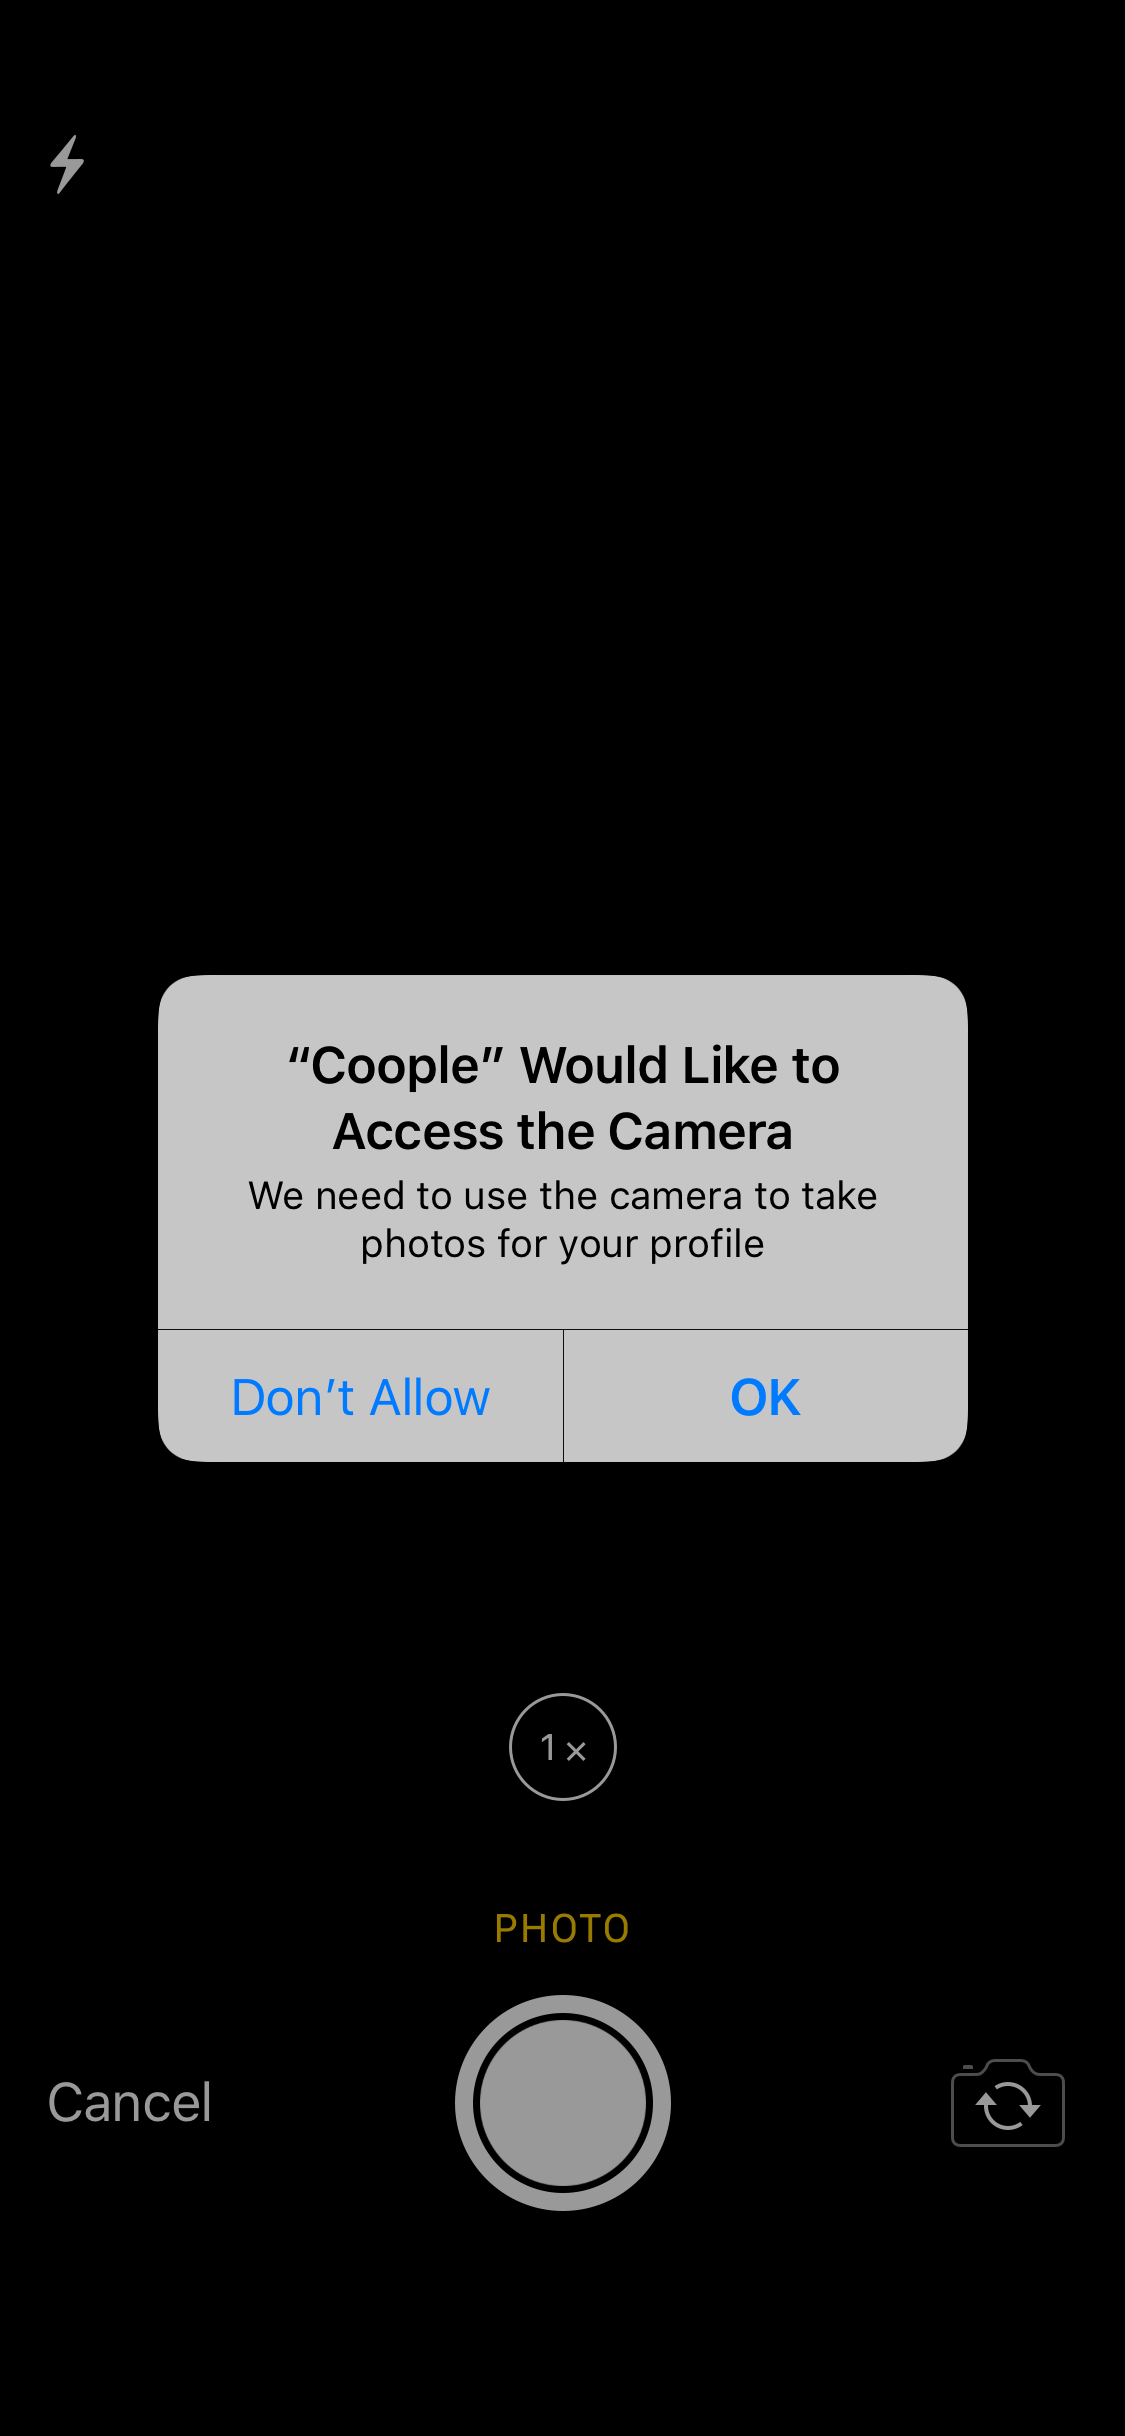 “Coople” Would Like to
Access the Camera
We need to use the camera to take
photos for your profile
Don’t Allow
OK
1×
PHOTO
Cancel